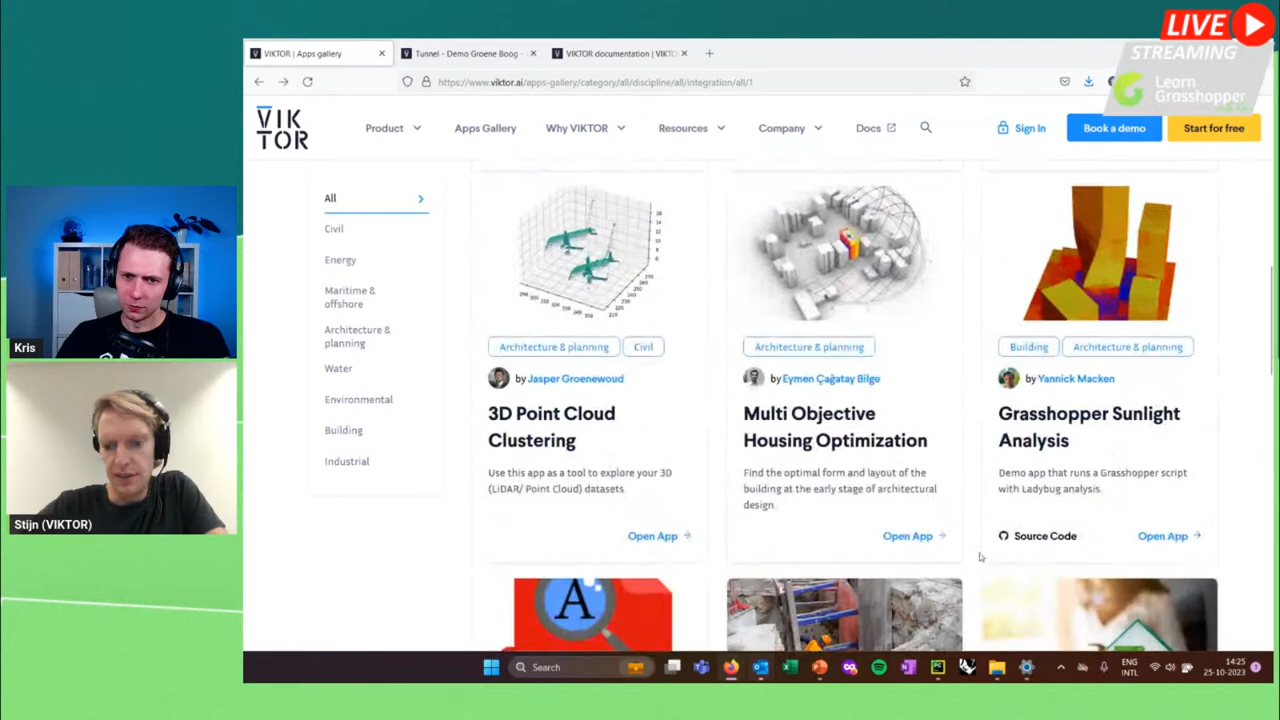 LIVE
STREAMING
Learn
Grasshopper
VIKTOR | Apps gallery
Tunnel - Demo Groene Boog -
VIKTOR documentation | VIKT
https://www.viktor.ai/apps-gallery/category/all/discipline/all/integration/all/1
VIK
TOR
Product
Apps Gallery
Why VIKTOR
Resources
Company
Docs
Sign In
Book a demo
Start for free
All
Civil
Energy
Maritime &
offshore
Architecture &
planning
Water
Environmental
Building
Industrial
Architecture & planning
Civil
by Jasper Groenewoud
3D Point Cloud
Clustering
Use this app as a tool to explore your 3D
(LiDAR/ Point Cloud) datasets.
Open App
Architecture & planning
by Eymen Çağatay Bilge
Multi Objective
Housing Optimization
Find the optimal form and layout of the
building at the early stage of architectural
design.
Open App
Building
Architecture & planning
by Yannick Macken
Grasshopper Sunlight
Analysis
Demo app that runs a Grasshopper script
with Ladybug analysis.
Source Code
Open App
A
Kris
Stijn (VIKTOR)
Search
ENG
INTL
14:25
25-10-2023